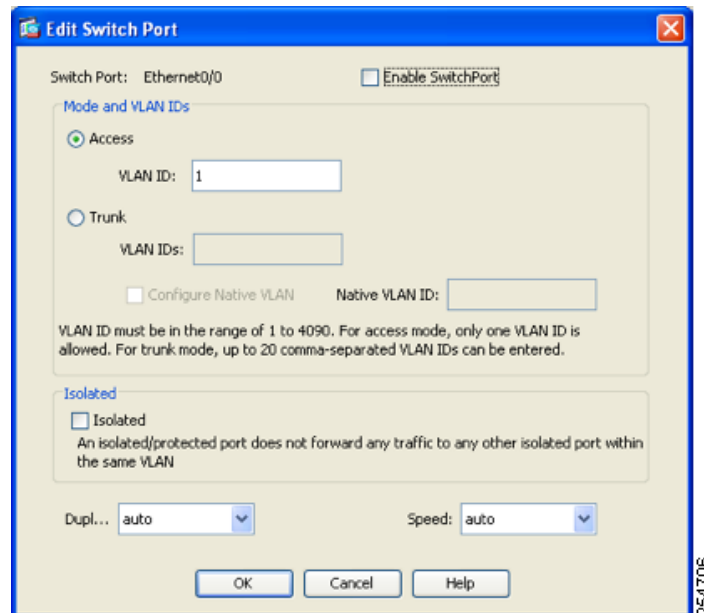 Edit Switch Port
Switch Port: Ethernet0/0 Enable SwitchPort
Mode and VLAN IDs
Access
VLAN ID: 1
Trunk
VLAN IDs:
Configure Native VLAN Native VLAN ID:
VLAN ID must be in the range of 1 to 4090. For access mode, only one VLAN ID is
allowed. For trunk mode, up to 20 comma-separated VLAN IDs can be entered.
Isolated
Isolated
An isolated/protected port does not forward any traffic to any other isolated port within
the same VLAN
Dupl... auto Speed: auto
OK Cancel Help